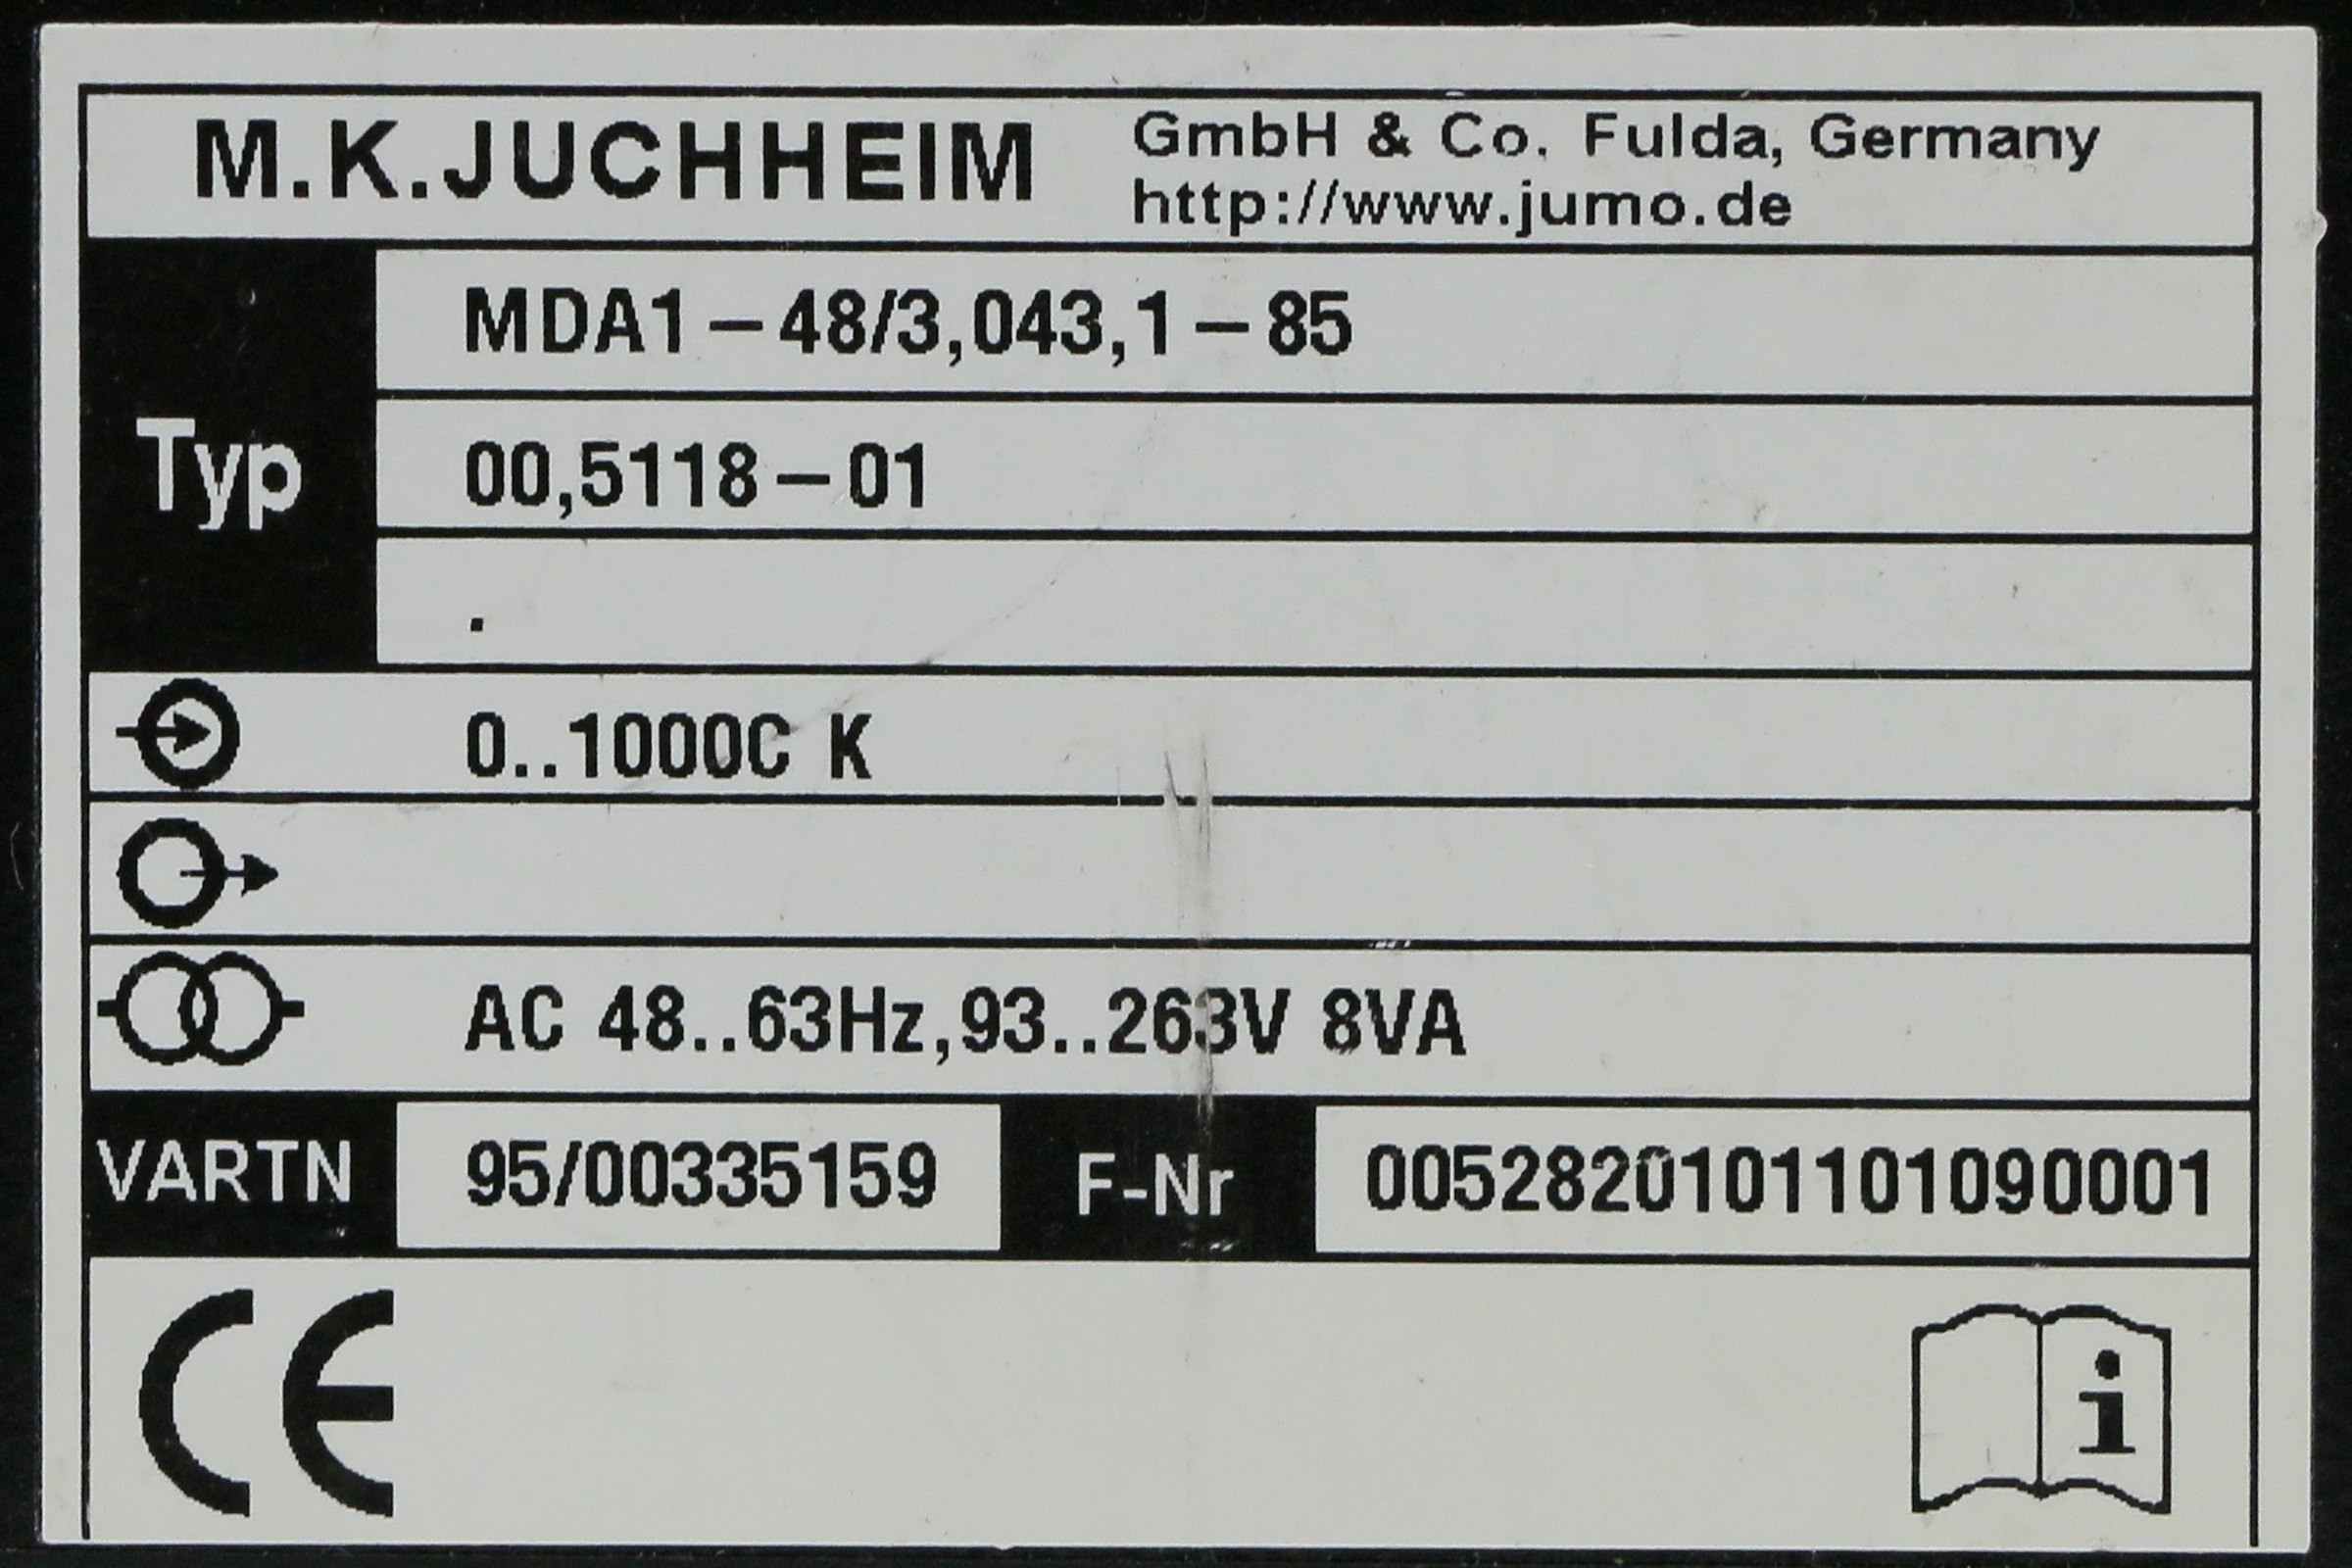 M.K.JUCHHEIM GmbH & Co. Fulda, Germany
http://www.jumo.de
Typ
MDA1-48/3,043,1-85
00,5118-01
.
0..1000C K
AC 48..63Hz,93..263V 8VA
VARTN 95/00335159 F-Nr 0052820101101090001
CE
i